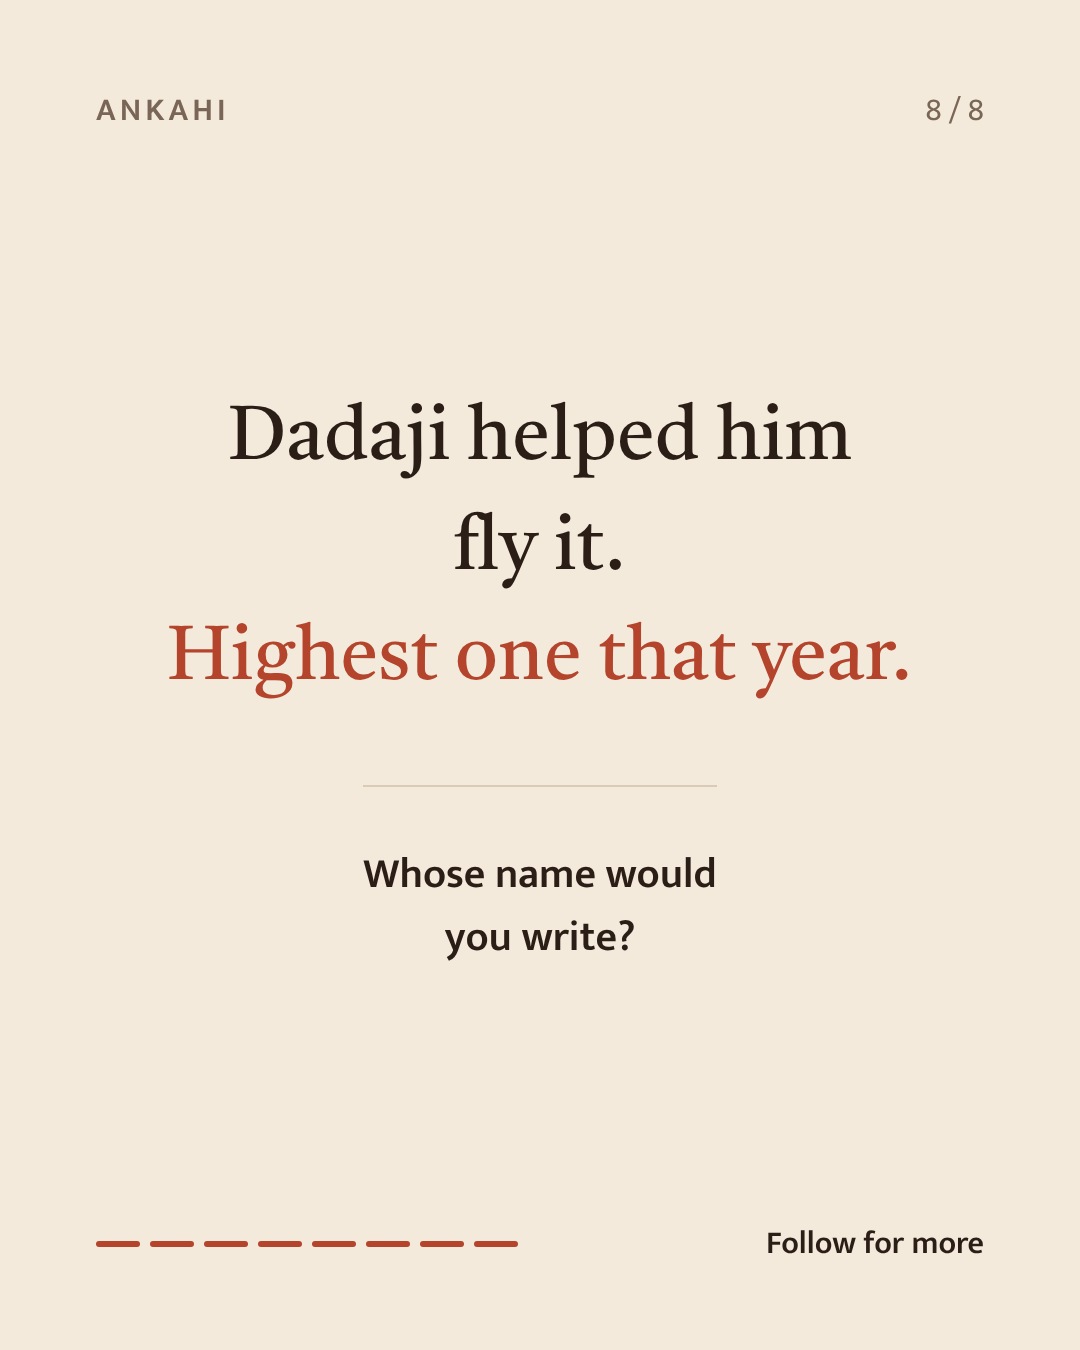 ANKAHI
8 / 8
Dadaji helped him
fly it.
Highest one that year.
Whose name would
you write?
Follow for more